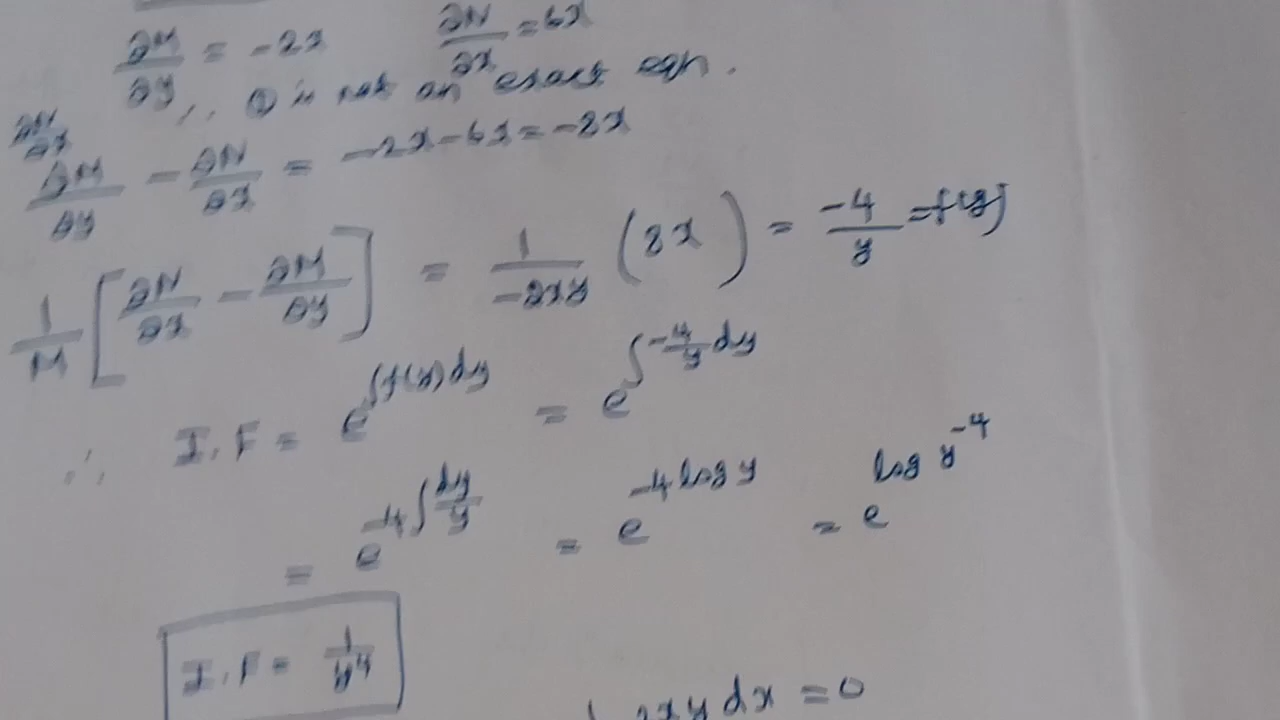 ∂M/∂y = -2x ∂N/∂x = 6x
∴ ① is not an exact eqn.
∂N/∂x
∂M/∂y - ∂N/∂x = -2x-6x = -8x
1/M [∂N/∂x - ∂M/∂y] = 1/-2xy (8x) = -4/y = f(y)
∴ I.F = e^∫f(y)dy = e^∫-4/y dy
= e^-4∫dy/y = e^-4 log y = e^log y^-4
I.F = 1/y^4
2xy dx = 0